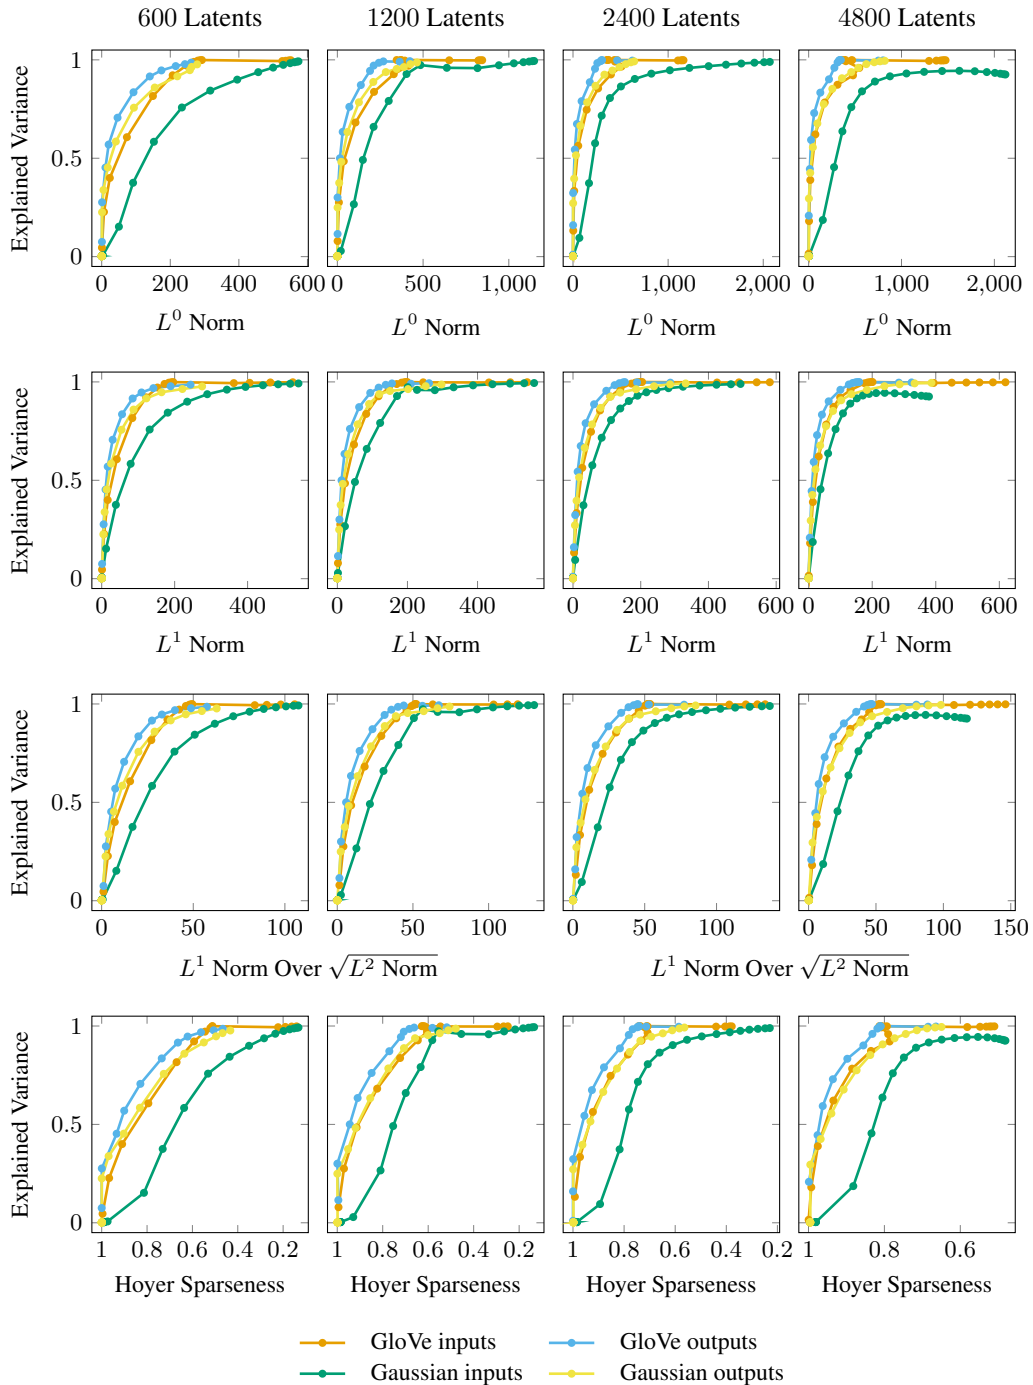 600 Latents 1200 Latents 2400 Latents 4800 Latents
Explained Variance
1
0.5
0
0 200 400 600 0 500 1,000 0 1,000 2,000 0 1,000 2,000
L⁰ Norm L⁰ Norm L⁰ Norm L⁰ Norm
Explained Variance
1
0.5
0
0 200 400 0 200 400 0 200 400 600 0 200 400 600
L¹ Norm L¹ Norm L¹ Norm L¹ Norm
Explained Variance
1
0.5
0
0 50 100 0 50 100 0 50 100 0 50 100 150
L¹ Norm Over √L² Norm L¹ Norm Over √L² Norm
Explained Variance
1
0.5
0
1 0.8 0.6 0.4 0.2 1 0.8 0.6 0.4 0.2 1 0.8 0.6 0.4 0.2 1 0.8 0.6
Hoyer Sparseness Hoyer Sparseness Hoyer Sparseness Hoyer Sparseness
GloVe inputs GloVe outputs
Gaussian inputs Gaussian outputs